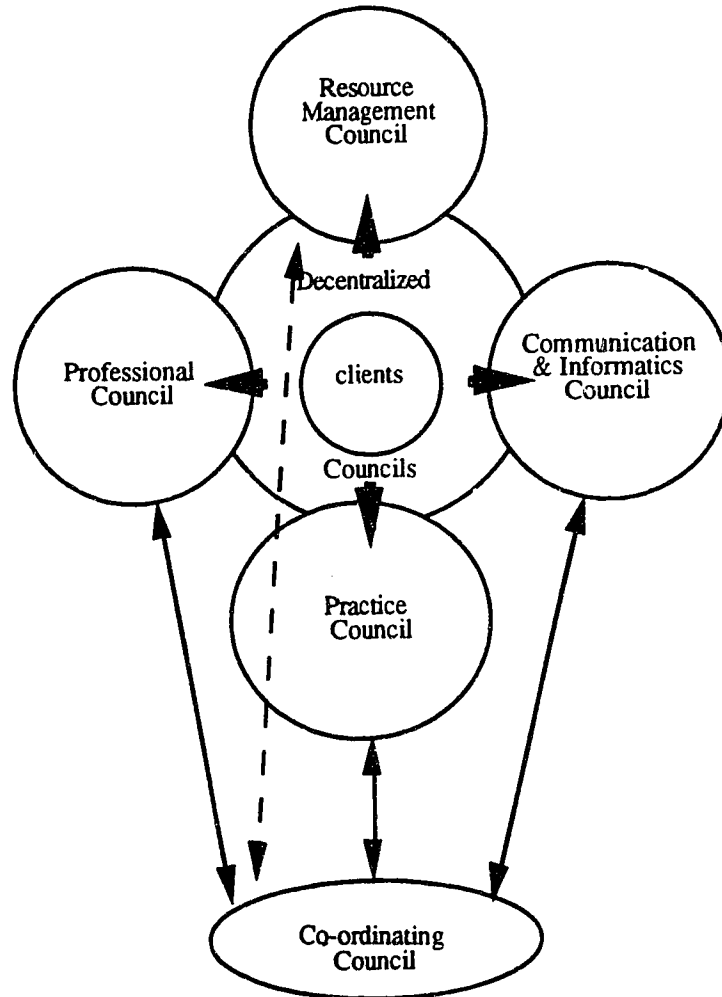 Resource
Management
Council
Decentralized
Professional
Council
clients
Communication
& Informatics
Council
Councils
Practice
Council
Co-ordinating
Council